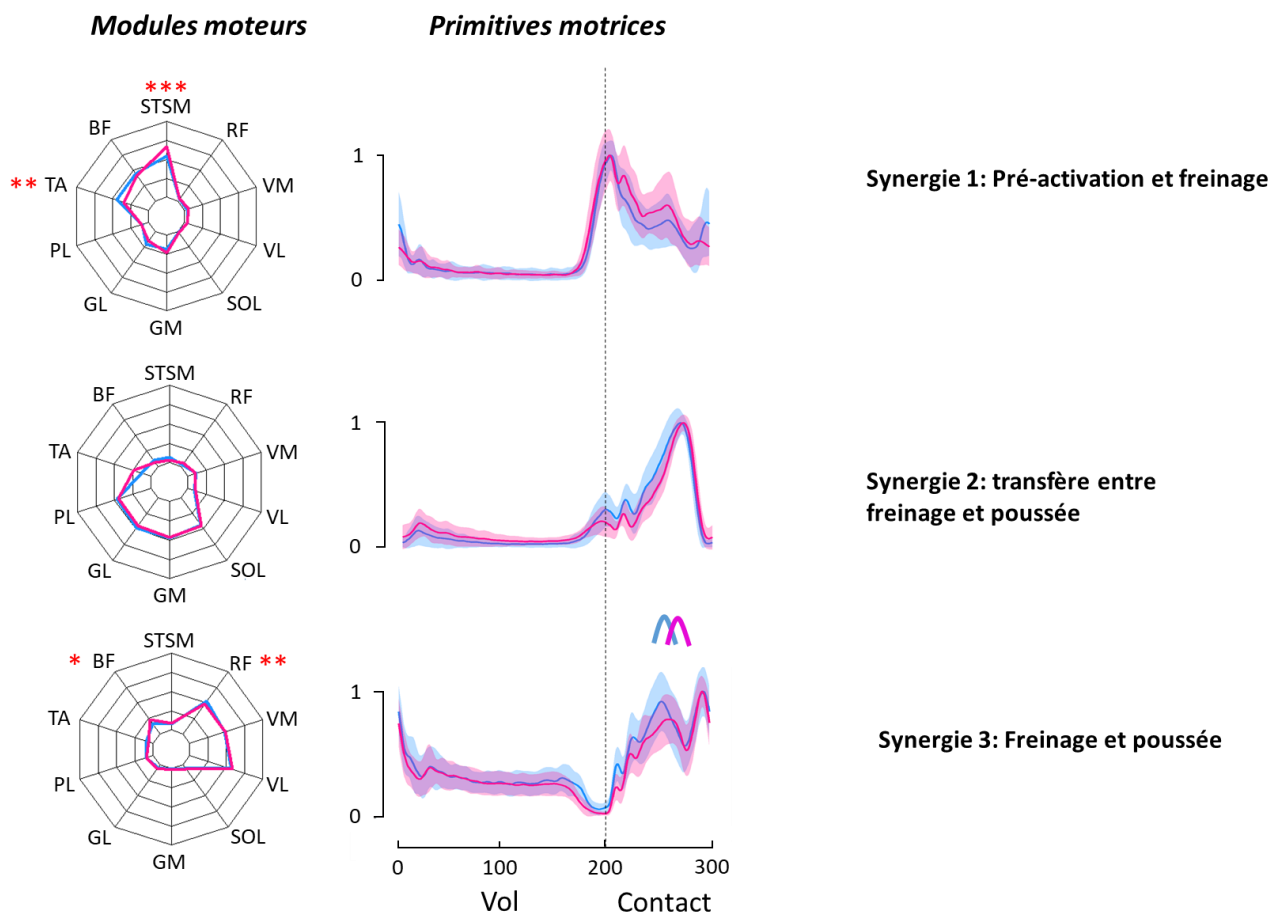 Modules moteurs
Primitives motrices
***
STSM
BF
RF
** TA
VM
PL
VL
GL
SOL
GM
1
0
Synergie 1: Pré-activation et freinage
STSM
BF
RF
TA
VM
PL
VL
GL
SOL
GM
1
0
Synergie 2: transfère entre
freinage et poussée
STSM
* BF
RF **
TA
VM
PL
VL
GL
SOL
GM
1
0
Synergie 3: Freinage et poussée
0
100
200
300
Vol
Contact